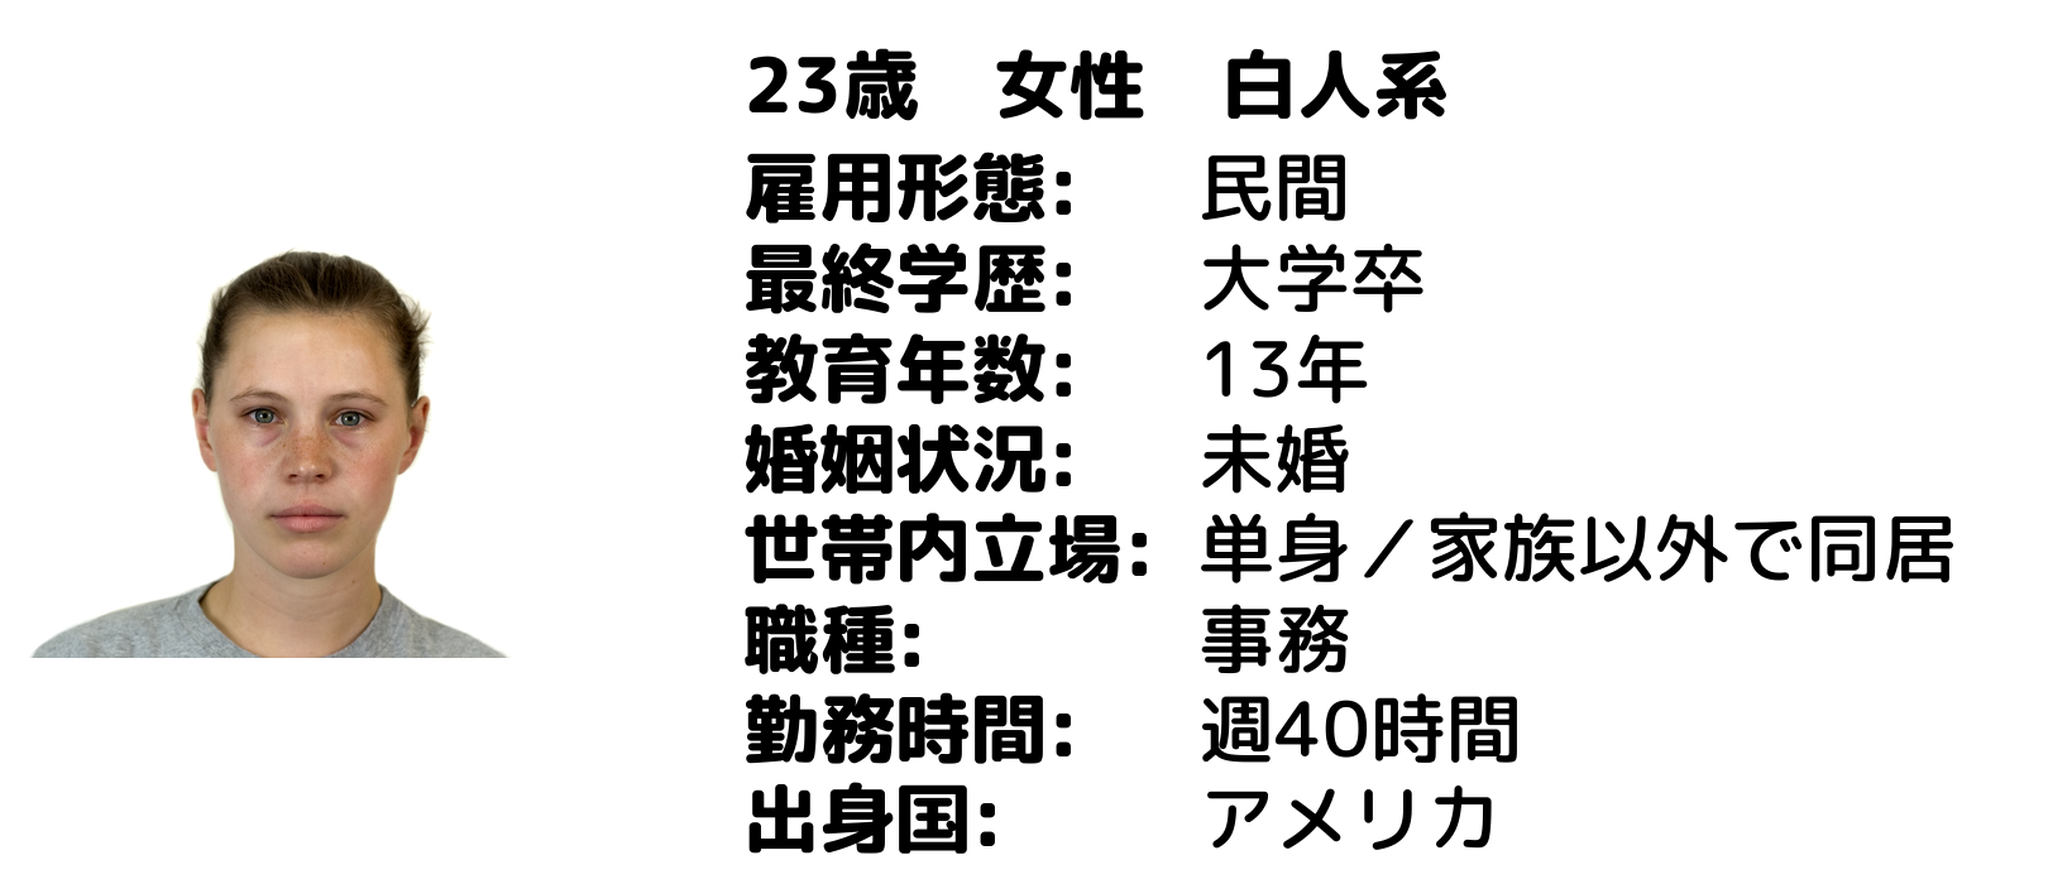 23歳　女性　白人系
雇用形態:　民間
最終学歴:　大学卒
教育年数:　13年
婚姻状況:　未婚
世帯内立場:　単身／家族以外で同居
職種:　事務
勤務時間:　週40時間
出身国:　アメリカ